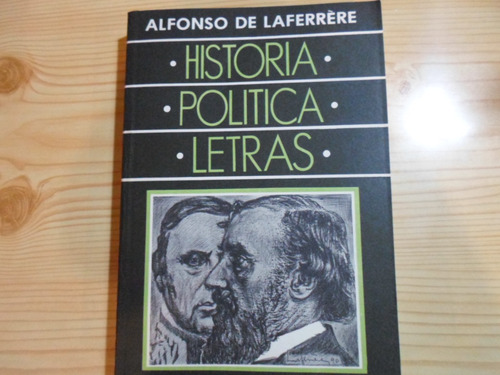 ALFONSO DE LAFERRÈRE
· HISTORIA ·
· POLITICA ·
· LETRAS ·